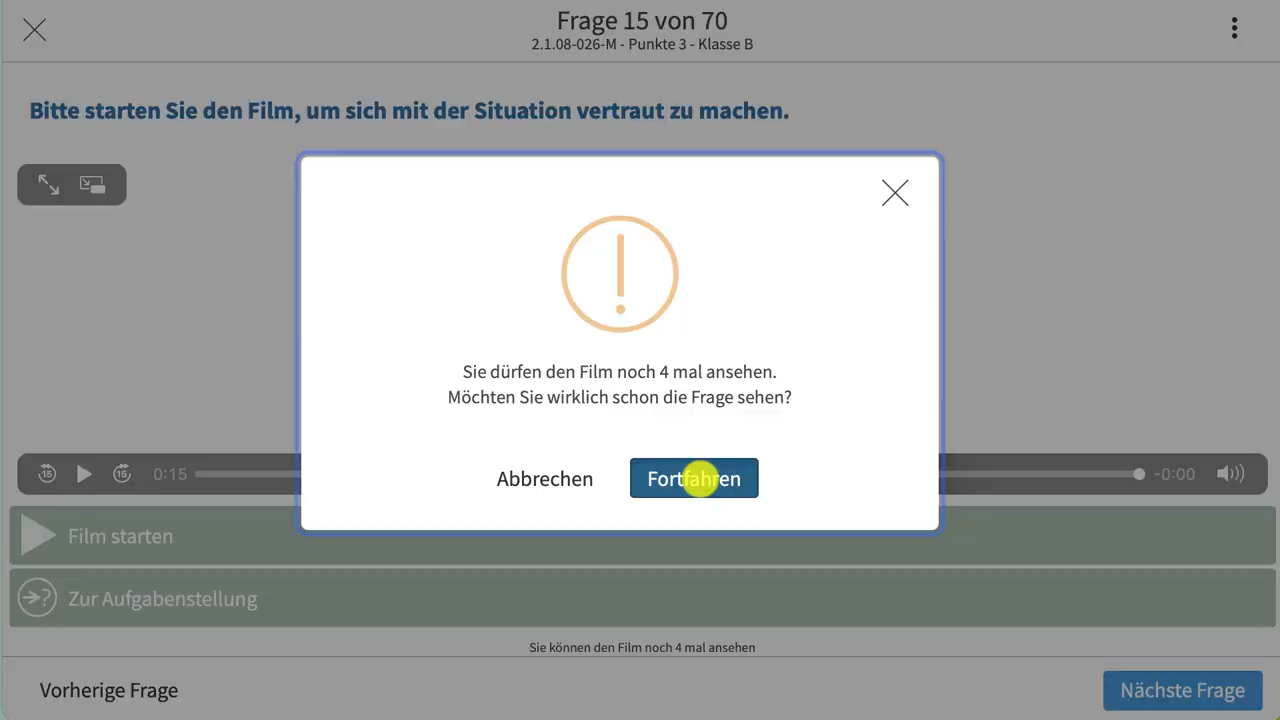 Frage 15 von 70
2.1.08-026-M - Punkte 3 - Klasse B
Bitte starten Sie den Film, um sich mit der Situation vertraut zu machen.
Sie dürfen den Film noch 4 mal ansehen.
Möchten Sie wirklich schon die Frage sehen?
Abbrechen
Fortfahren
15
15
0:15
-0:00
Film starten
Zur Aufgabenstellung
Sie können den Film noch 4 mal ansehen
Vorherige Frage
Nächste Frage